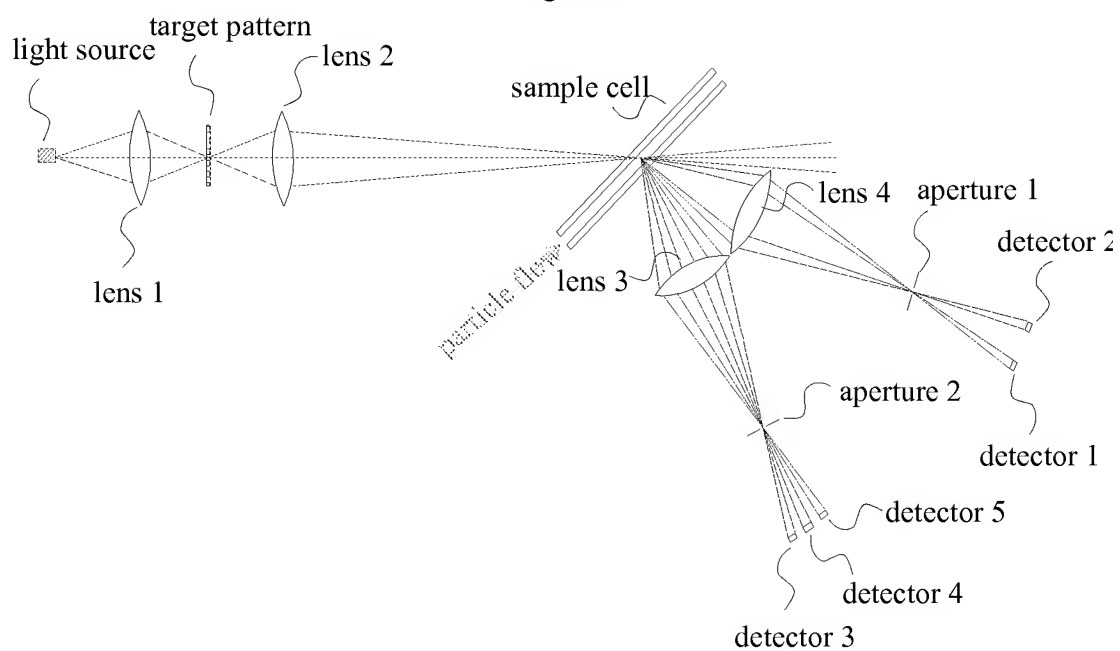 target pattern
light source
lens 2
sample cell
lens 4
aperture 1
detector 2
lens 3
lens 1
particle flow
aperture 2
detector 1
detector 5
detector 4
detector 3